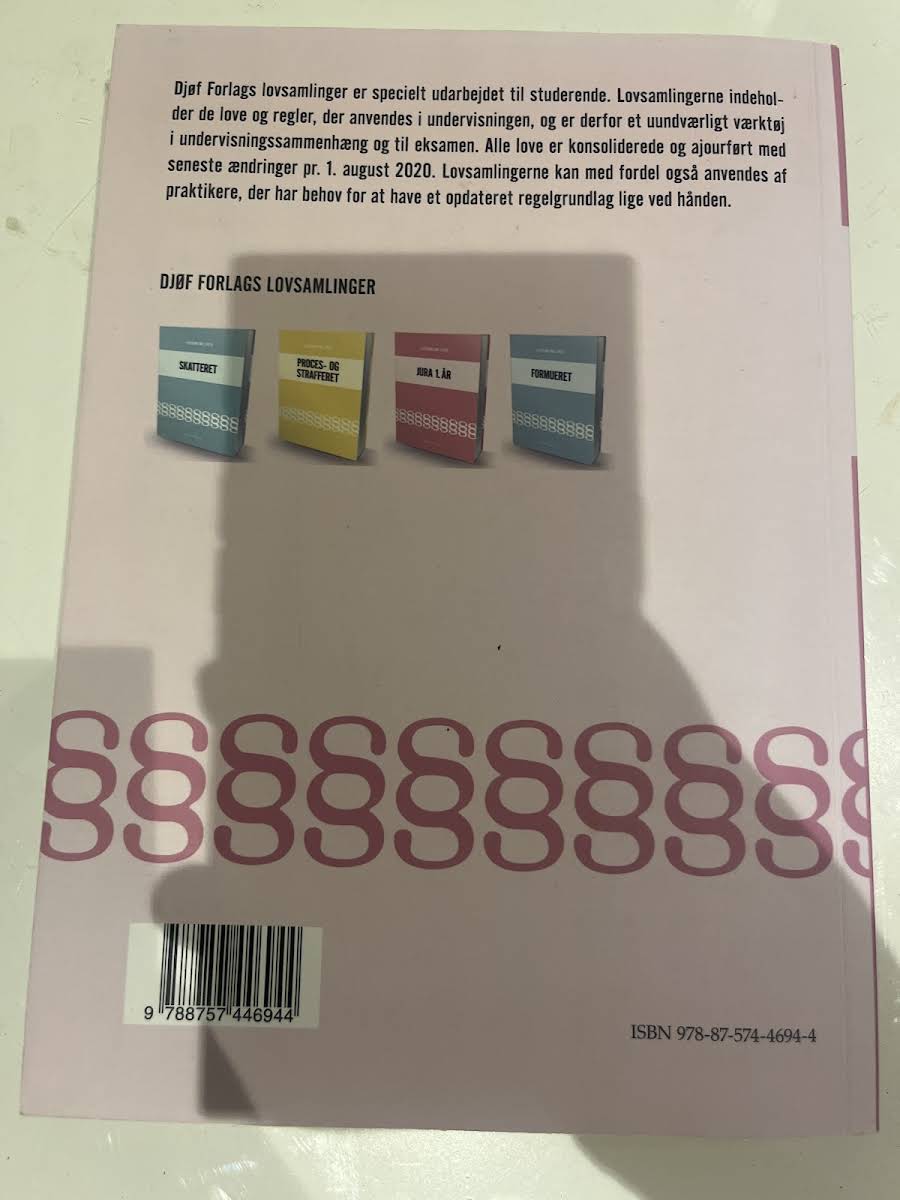 Djøf Forlags lovsamlinger er specielt udarbejdet til studerende. Lovsamlingerne indehol-
der de love og regler, der anvendes i undervisningen, og er derfor et uundværligt værktøj
i undervisningssammenhæng og til eksamen. Alle love er konsoliderede og ajourført med
seneste ændringer pr. 1. august 2020. Lovsamlingerne kan med fordel også anvendes af
praktikere, der har behov for at have et opdateret regelgrundlag lige ved hånden.
DJØF FORLAGS LOVSAMLINGER
SKATTERET
PROCES- OG
STRAFFERET
JURA 1. ÅR
FORMUERET
§§§§§§§§§§
9 788757 446944
ISBN 978-87-574-4694-4